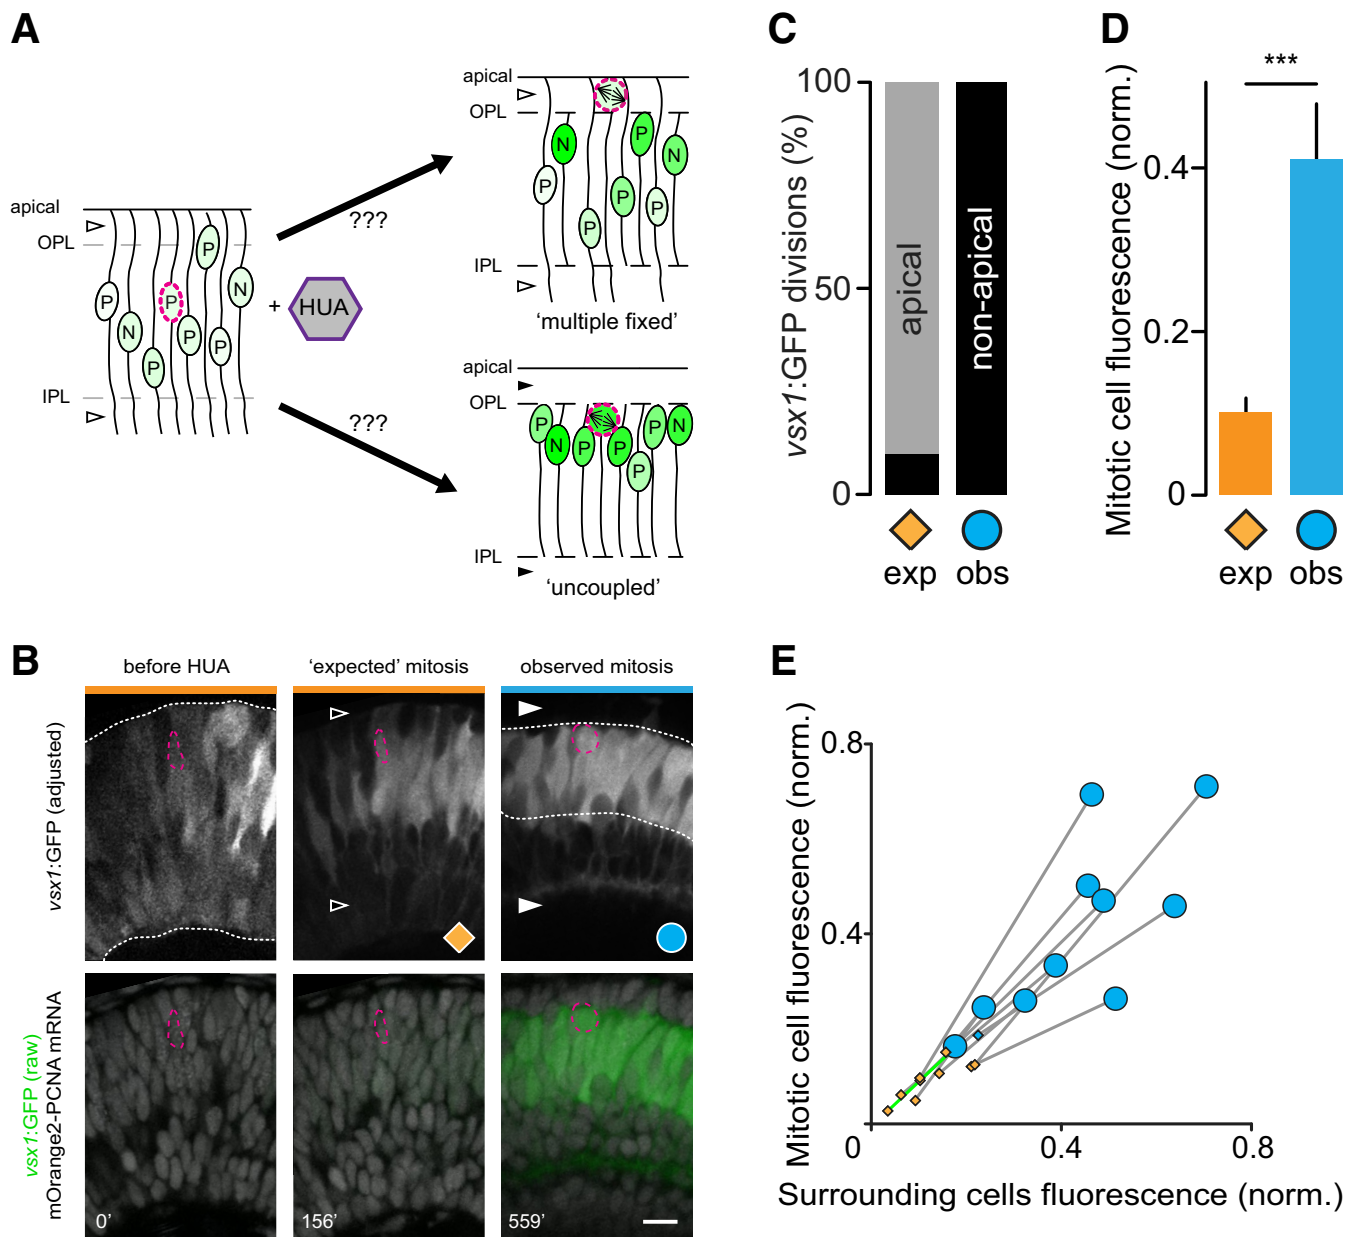 A
apical
OPL
IPL
P
P
N
P
N
P
P
P
+
HUA
???
???
apical
OPL
IPL
N
P
P
N
P
P
P
'multiple fixed'
apical
OPL
IPL
P
N
P
P
P
P
N
'uncoupled'
B
before HUA
'expected' mitosis
observed mitosis
vsx1:GFP (adjusted)
vsx1:GFP (raw)
mOrange2-PCNA mRNA
0'
156'
559'
C
vsx1:GFP divisions (%)
100
50
0
apical
non-apical
exp
obs
D
Mitotic cell fluorescence (norm.)
0.4
0.2
0
***
exp
obs
E
Mitotic cell fluorescence (norm.)
0.8
0.4
0
0.4
0.8
Surrounding cells fluorescence (norm.)